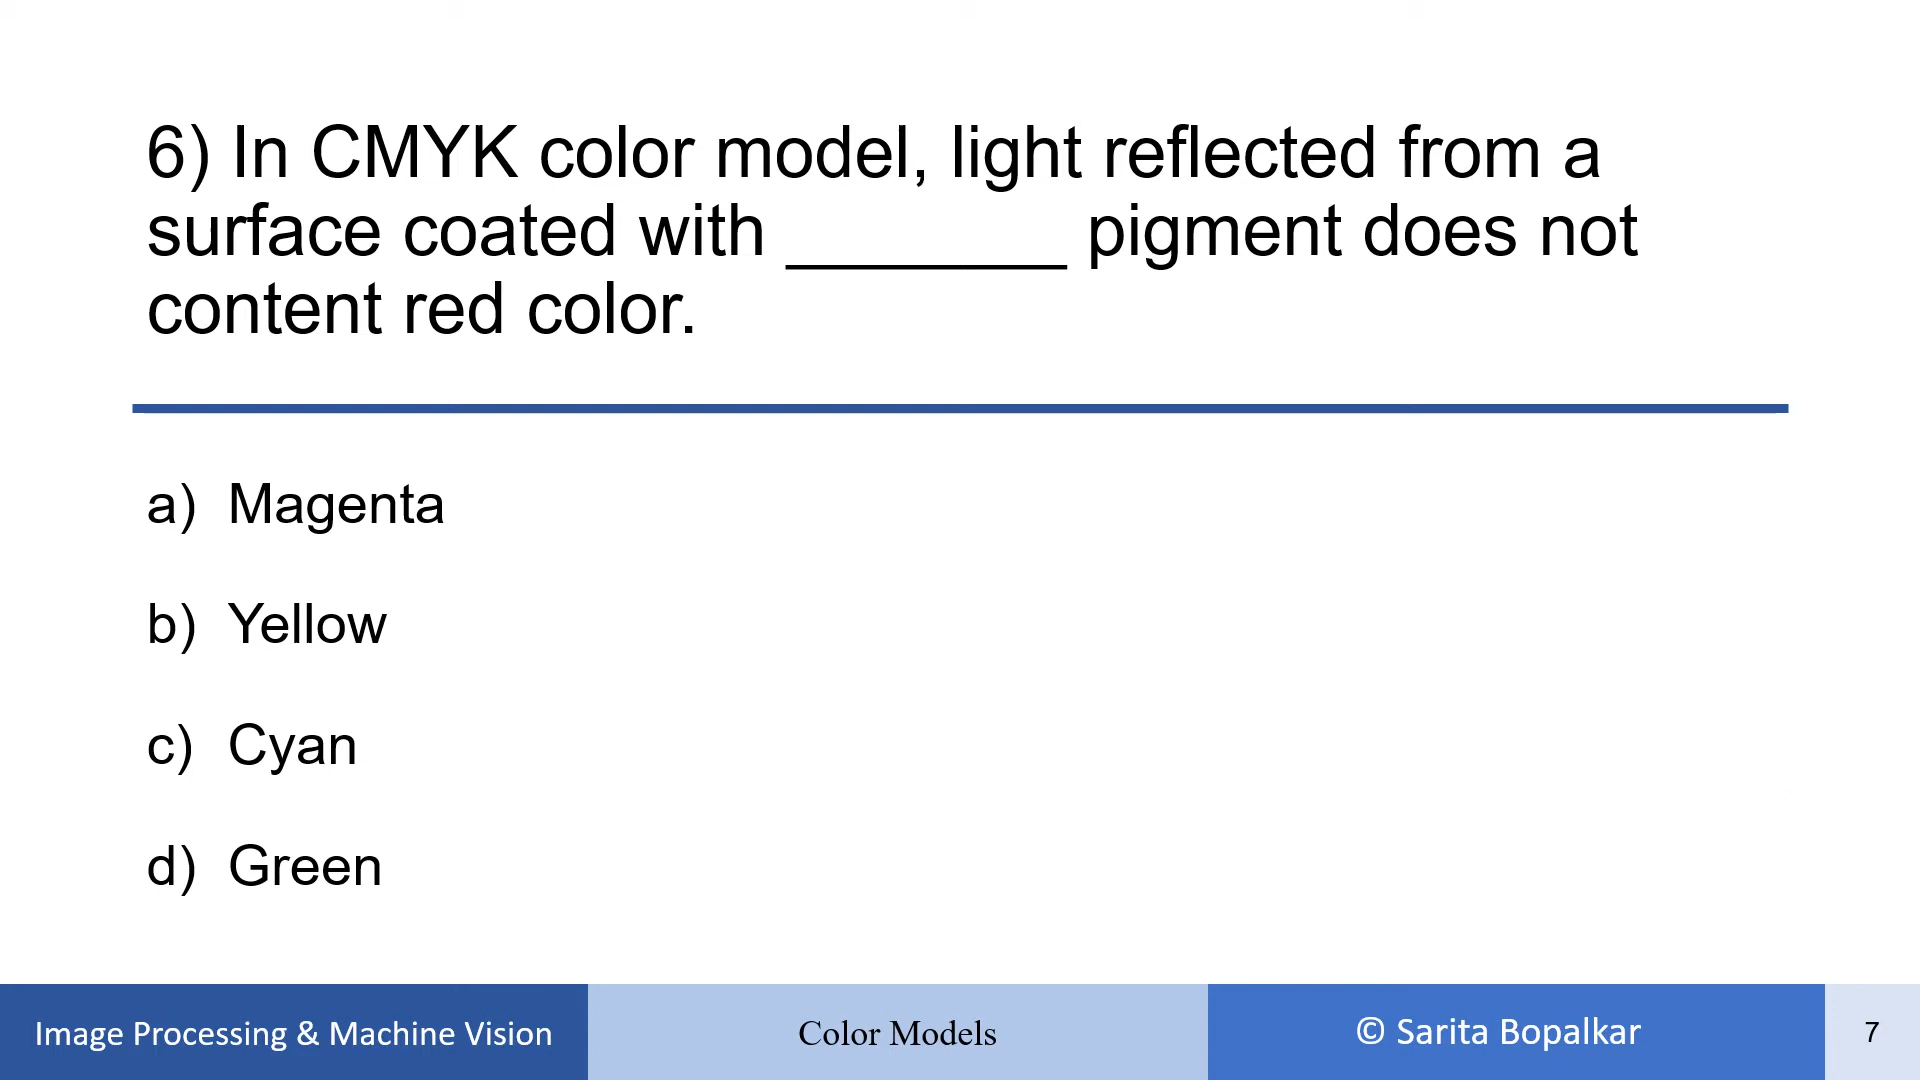 6) In CMYK color model, light reflected from a
surface coated with ________ pigment does not
content red color.
a) Magenta
b) Yellow
c) Cyan
d) Green
Image Processing & Machine Vision
Color Models
© Sarita Bopalkar
7